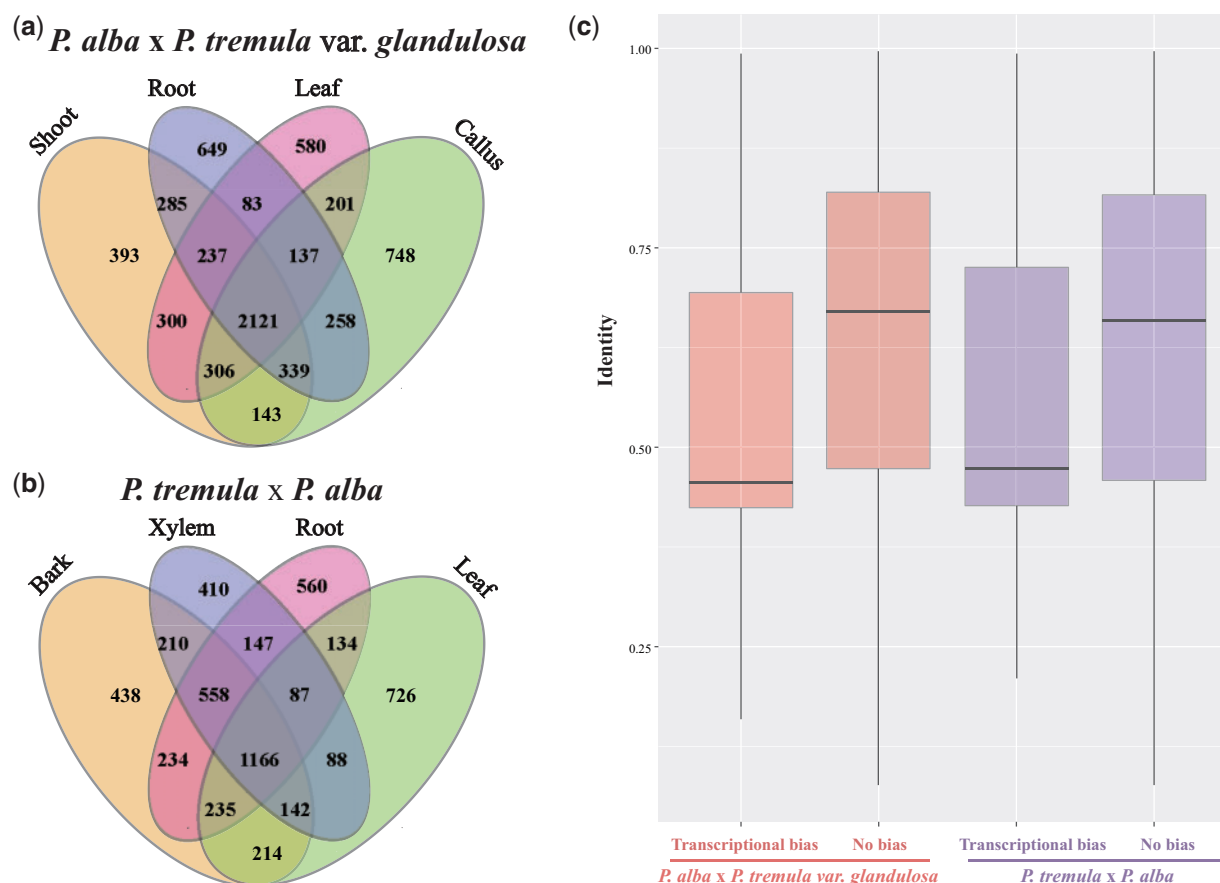 (a) P. alba x P. tremula var. glandulosa
Root Leaf
Shoot Callus
649 580
285 83 201
393 237 137 748
300 2121 258
306 339
143
(b) P. tremula x P. alba
Xylem Root
Bark Leaf
410 560
210 147 134
438 558 87 726
234 1166 88
235 142
214
(c)
Identity
1.00
0.75
0.50
0.25
Transcriptional bias No bias Transcriptional bias No bias
P. alba x P. tremula var. glandulosa P. tremula x P. alba